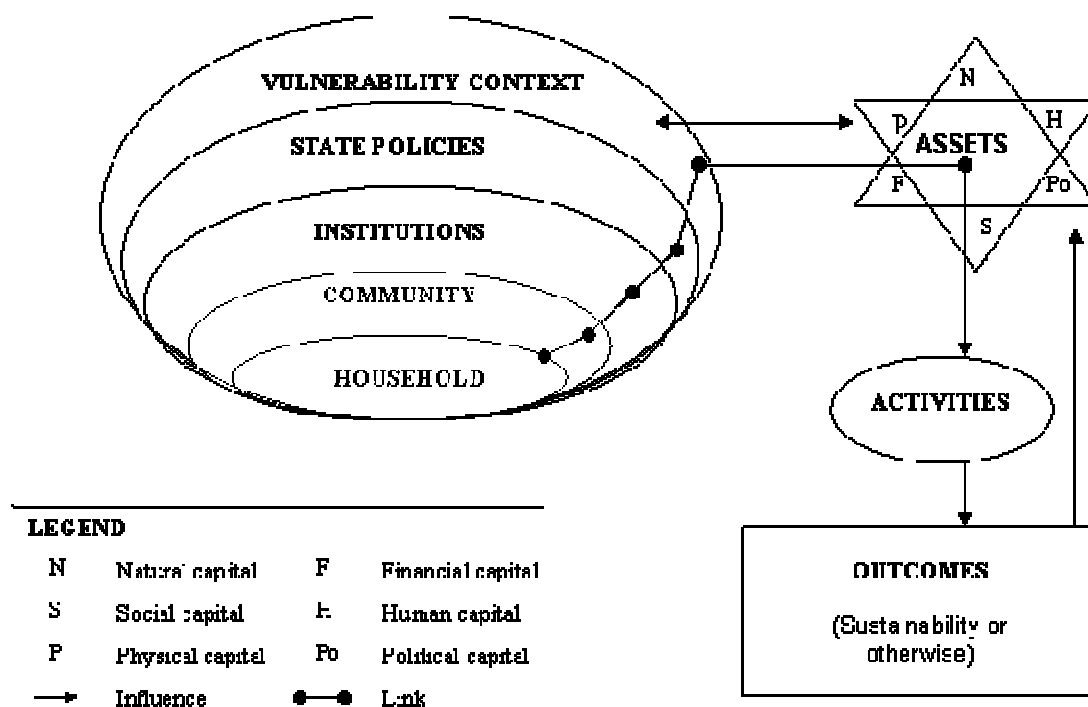 VULNERABILITY CONTEXT
STATE POLICIES
INSTITUTIONS
COMMUNITY
HOUSEHOLD
N
P
H
ASSETS
F
Po
S
ACTIVITIES
OUTCOMES
(Sustainability or
otherwise)
LEGEND
N Natural capital F Financial capital
S Social capital H Human capital
P Physical capital Po Political capital
Influence Link